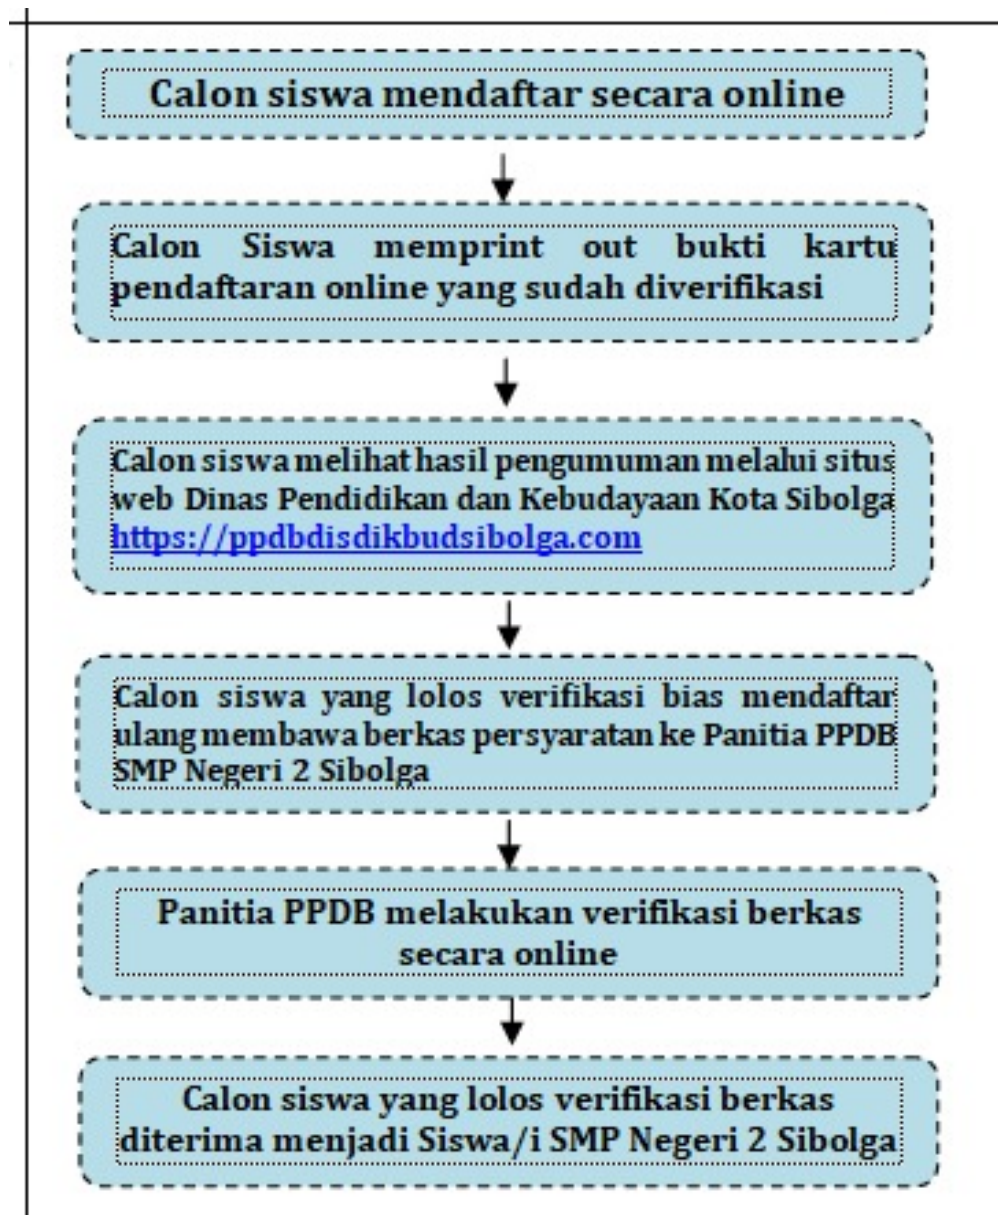 Calon siswa mendaftar secara online
Calon Siswa memprint out bukti kartu
pendaftaran online yang sudah diverifikasi
Calon siswa melihat hasil pengumuman melalui situs
web Dinas Pendidikan dan Kebudayaan Kota Sibolga
https://ppdbdisdikbudsibolga.com
Calon siswa yang lolos verifikasi bias mendaftar
ulang membawa berkas persyaratan ke Panitia PPDB
SMP Negeri 2 Sibolga
Panitia PPDB melakukan verifikasi berkas
secara online
Calon siswa yang lolos verifikasi berkas
diterima menjadi Siswa/i SMP Negeri 2 Sibolga